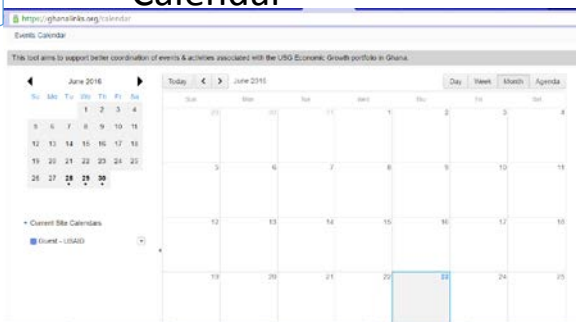 Calendar
https://ghanalinks.org/calendar
Events Calendar
This tool aims to support better coordination of events & activities associated with the USG Economic Growth portfolio in Ghana.
June 2016
Su Mo Tu We Th Fr Sa
1 2 3 4
5 6 7 8 9 10 11
12 13 14 15 16 17 18
19 20 21 22 23 24 25
26 27 28 29 30
Current Site Calendars
Guest - USAID
Today < > June 2016 Day Week Month Agenda
Sun Mon Tue Wed Thu Fri Sat
29 30 31 1 2 3 4
5 6 7 8 9 10 11
12 13 14 15 16 17 18
19 20 21 22 23 24 25